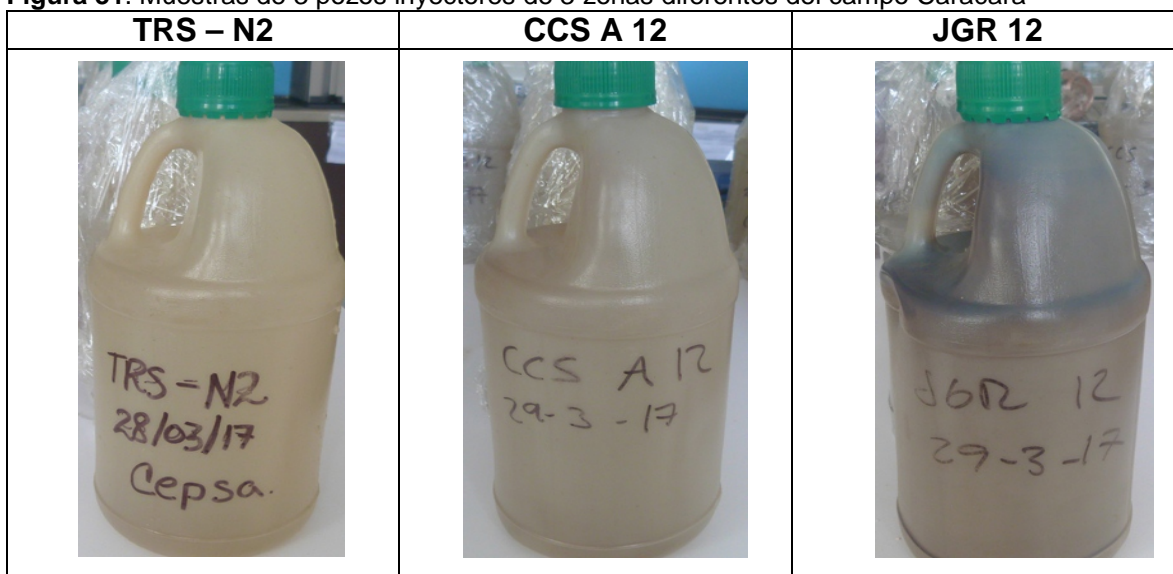 Figura 31. Muestras de 3 pozos inyectores de 3 zonas diferentes del campo Caracara
TRS – N2
CCS A 12
JGR 12
TRS-N2
28/03/17
Cepsa.
CCS A 12
29-3-17
JGR 12
29-3-17